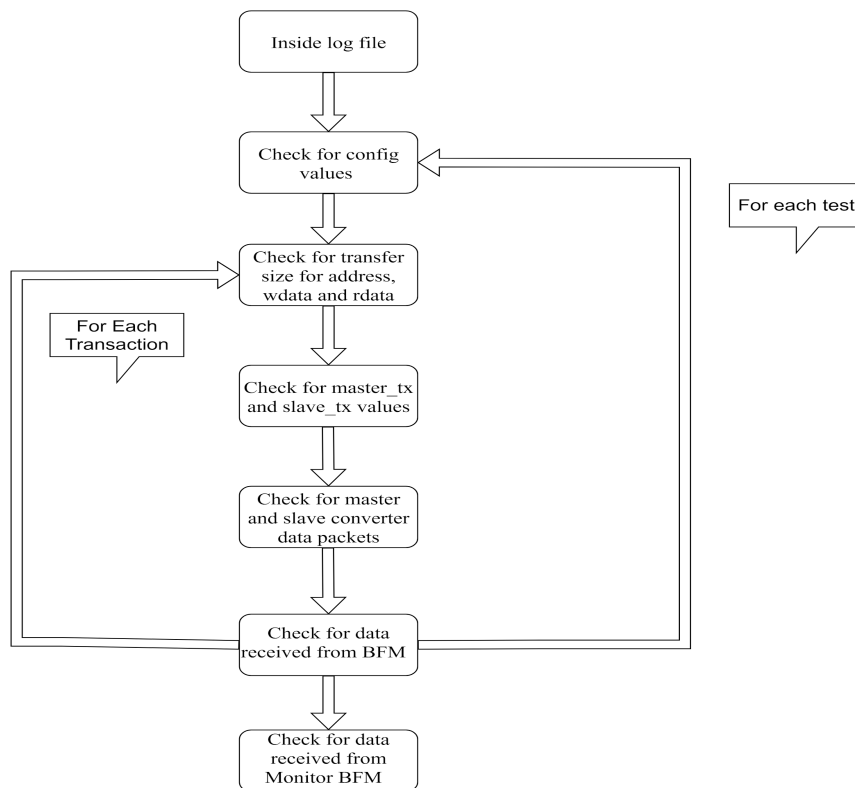 Inside log file
Check for config
values
For each test
Check for transfer
size for address,
wdata and rdata
For Each
Transaction
Check for master_tx
and slave_tx values
Check for master
and slave converter
data packets
Check for data
received from BFM
Check for data
received from
Monitor BFM